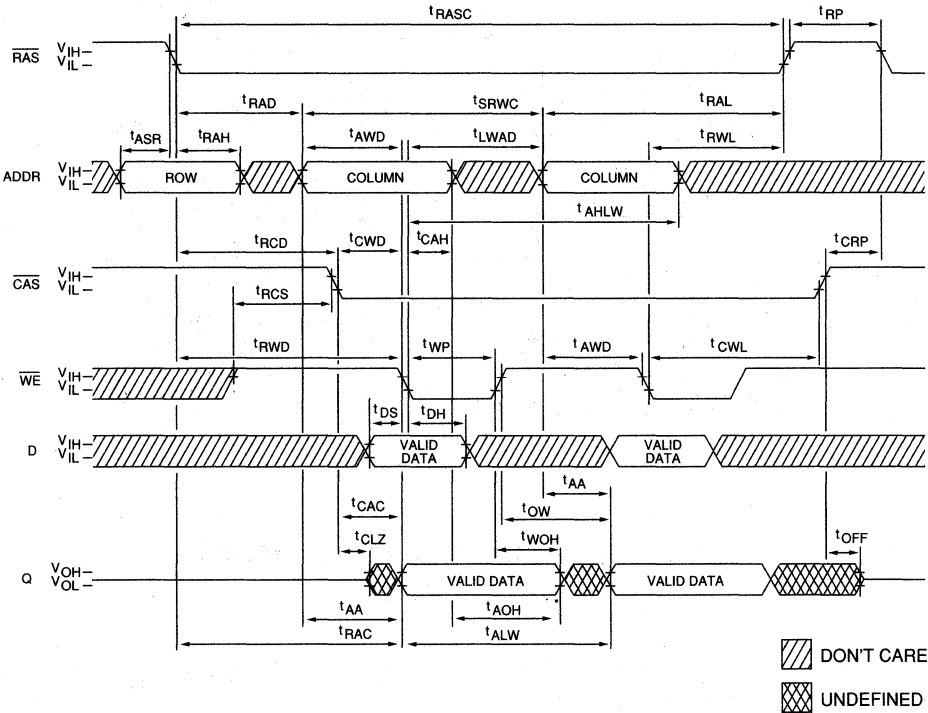 tRASC
tRP
RAS
VIH
VIL
tRAD
tSRWC
tRAL
tASR
tRAH
tAWD
tLWAD
tRWL
ADDR
VIH
VIL
ROW
COLUMN
COLUMN
tAHLW
tRCD
tCWD
tCAH
tCRP
CAS
VIH
VIL
tRCS
tRWD
tWP
tAWD
tCWL
WE
VIH
VIL
tDS
tDH
D
VIH
VIL
VALID
DATA
VALID
DATA
tAA
tCAC
tOW
tCLZ
tWOH
tOFF
Q
VOH
VOL
VALID DATA
VALID DATA
tAA
tAOH
tRAC
tALW
DON'T CARE
UNDEFINED